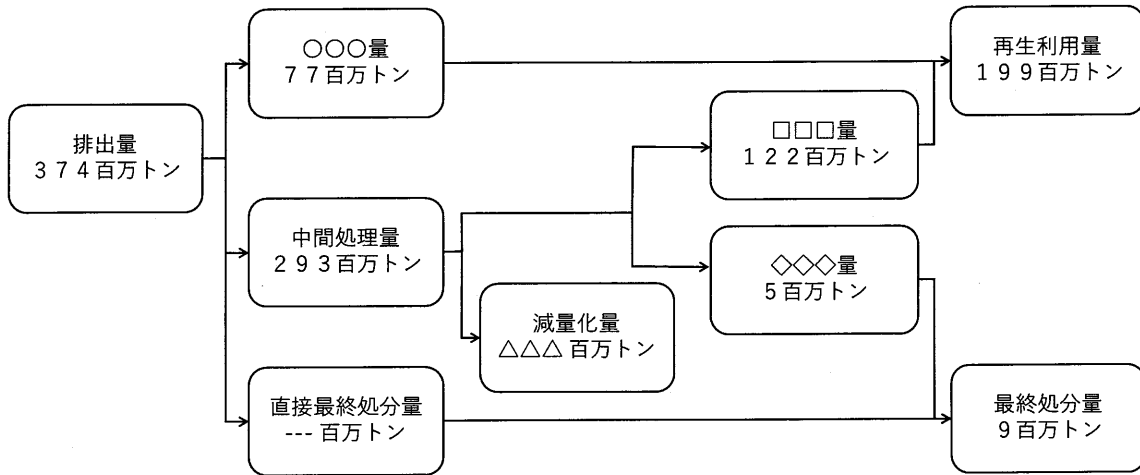 ○○○量
７７百万トン
再生利用量
１９９百万トン
排出量
３７４百万トン
□□□量
１２２百万トン
中間処理量
２９３百万トン
◇◇◇量
５百万トン
減量化量
△△△ 百万トン
直接最終処分量
--- 百万トン
最終処分量
９百万トン